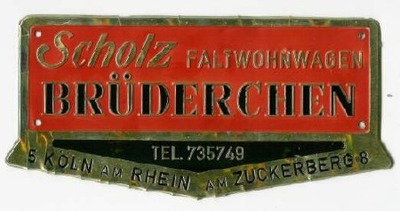 Scholz FALTWOHNWAGEN
BRÜDERCHEN
TEL. 735749
5 KÖLN AM RHEIN AM ZUCKERBERG 8